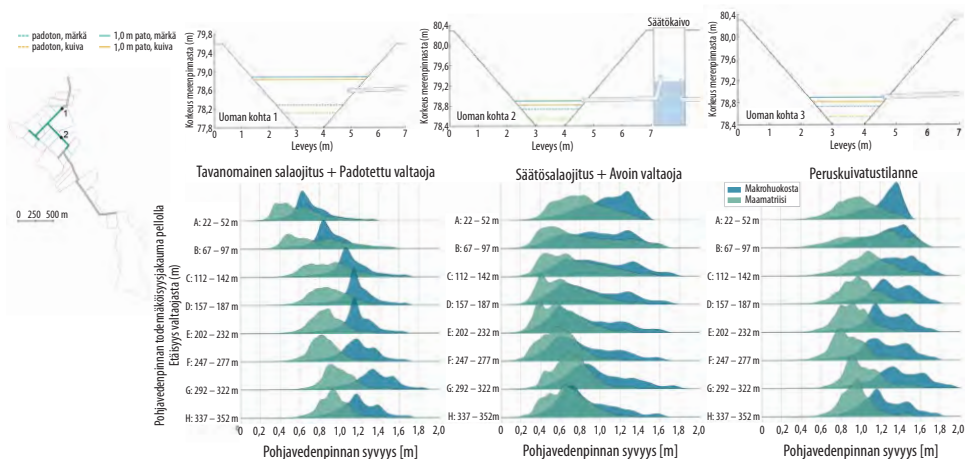 padoton, märkä
1,0 m pato, märkä
padoton, kuiva
1,0 m pato, kuiva
1
2
0 250 500 m
Korkeus merenpinnasta (m)
79,8
79,4
79,0
78,6
78,2
77,8
Uoman kohta 1
0 1 2 3 4 5 6 7
Leveys (m)
Korkeus merenpinnasta (m)
80,4
80,0
79,6
79,2
78,8
78,4
Uoman kohta 2
Säätökaivo
0 1 2 3 4 5 6 7
Leveys (m)
Korkeus merenpinnasta (m)
80,4
80,0
79,6
79,2
78,8
78,4
Uoman kohta 3
0 1 2 3 4 5 6 7
Leveys (m)
Pohjavedenpinnan todennäköisyysjakauma pellolla
Etäisyys valtaojasta (m)
Tavanomainen salaojitus + Padotettu valtaoja
A: 22 – 52 m
B: 67 – 97 m
C: 112 – 142 m
D: 157 – 187 m
E: 202 – 232 m
F: 247 – 277 m
G: 292 – 322 m
H: 337 – 352 m
0 0,2 0,4 0,6 0,8 1,0 1,2 1,4 1,6 1,8 2,0
Pohjavedenpinnan syvyys [m]
Säätösalaojitus + Avoin valtaoja
A: 22 – 52 m
B: 67 – 97 m
C: 112 – 142 m
D: 157 – 187 m
E: 202 – 232 m
F: 247 – 277 m
G: 292 – 322 m
H: 337 – 352m
0 0,2 0,4 0,6 0,8 1,0 1,2 1,4 1,6 1,8 2,0
Pohjavedenpinnan syvyys [m]
Peruskuivatustilanne
Makrohuokosta
Maamatriisi
A: 22 – 52 m
B: 67 – 97 m
C: 112 – 142 m
D: 157 – 187 m
E: 202 – 232 m
F: 247 – 277 m
G: 292 – 322 m
H: 337 – 352 m
0 0,2 0,4 0,6 0,8 1,0 1,2 1,4 1,6 1,8 2,0
Pohjavedenpinnan syvyys [m]